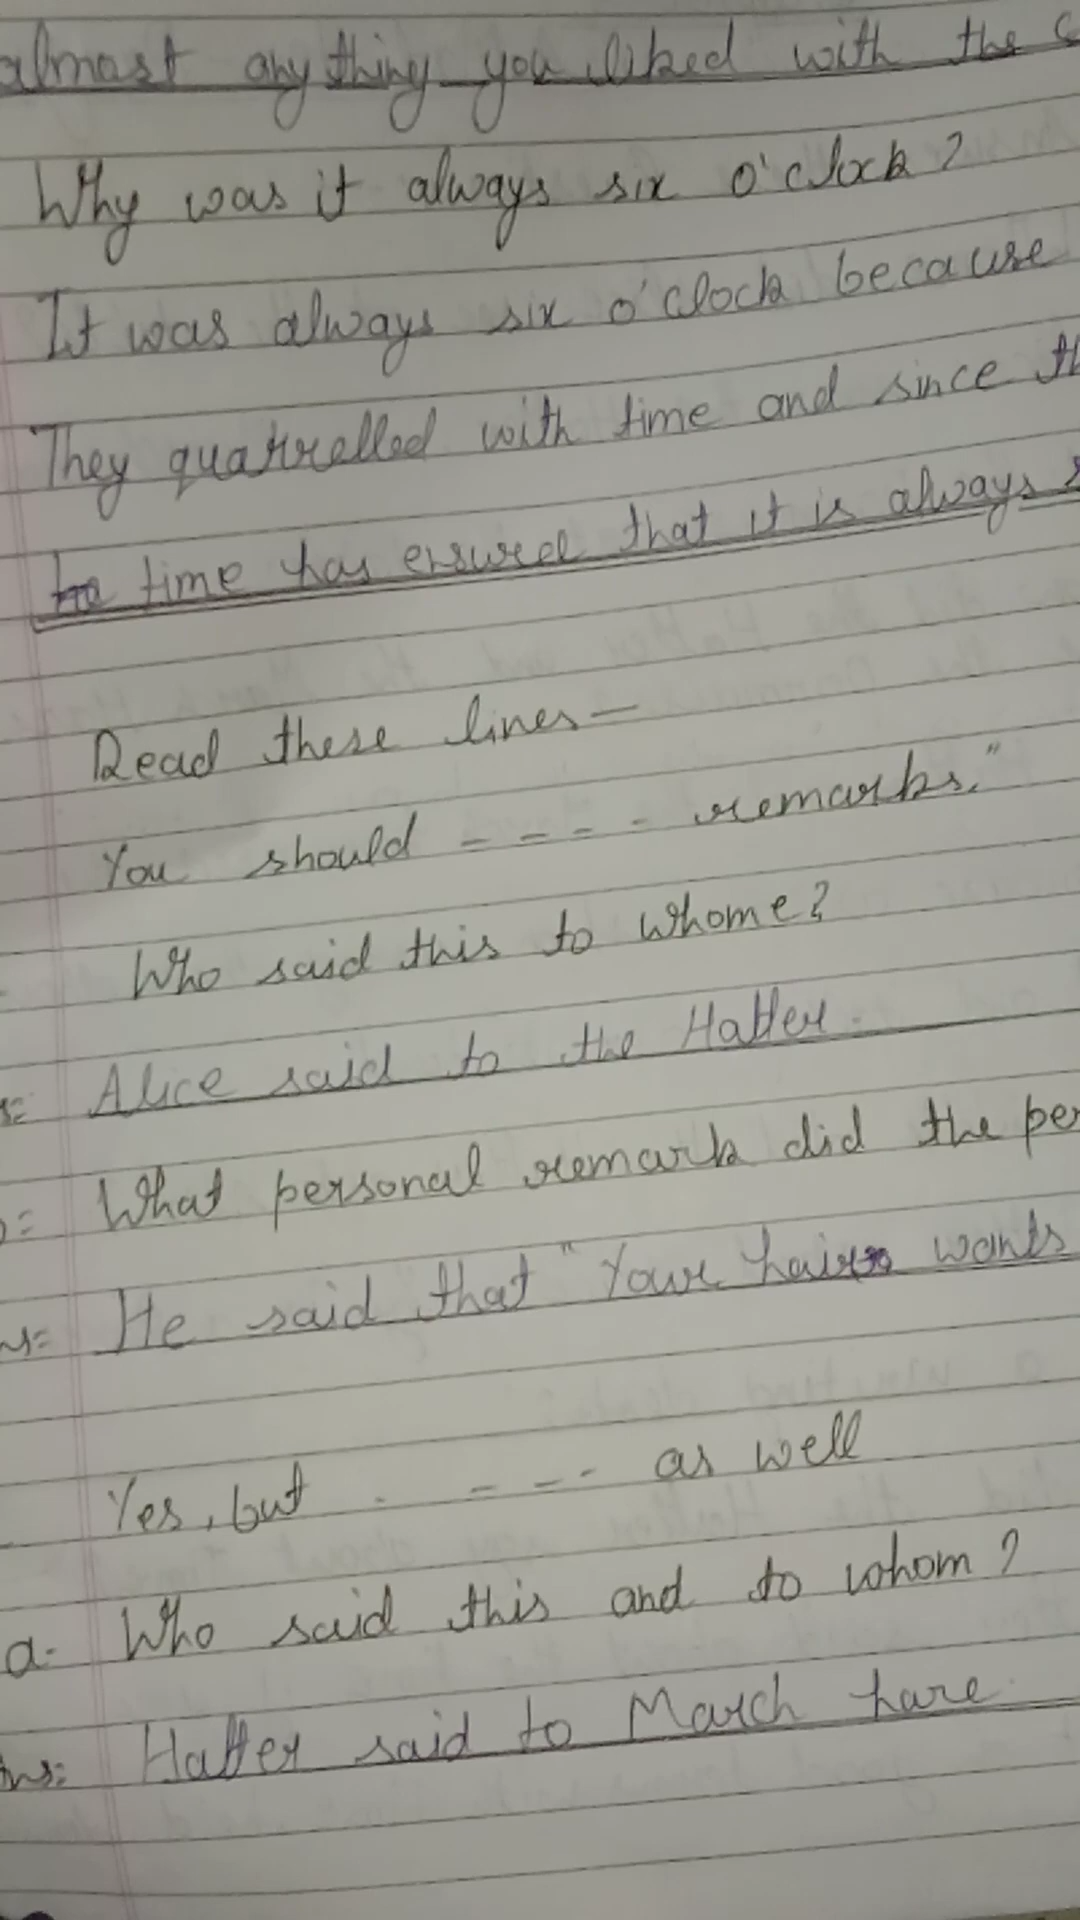 almost any thing you liked with the
Why was it always six o'clock?
It was always six o'clock because
They quarrelled with time and since
time has ensured that it is always
Read these lines—
You should - - - - remarks."
Who said this to whome?
Alice said to the Hatter.
What personal remark did the
He said that "Your hair wants
Yes, but - - - - as well
a. Who said this and to whom?
Ans: Hatter said to March hare